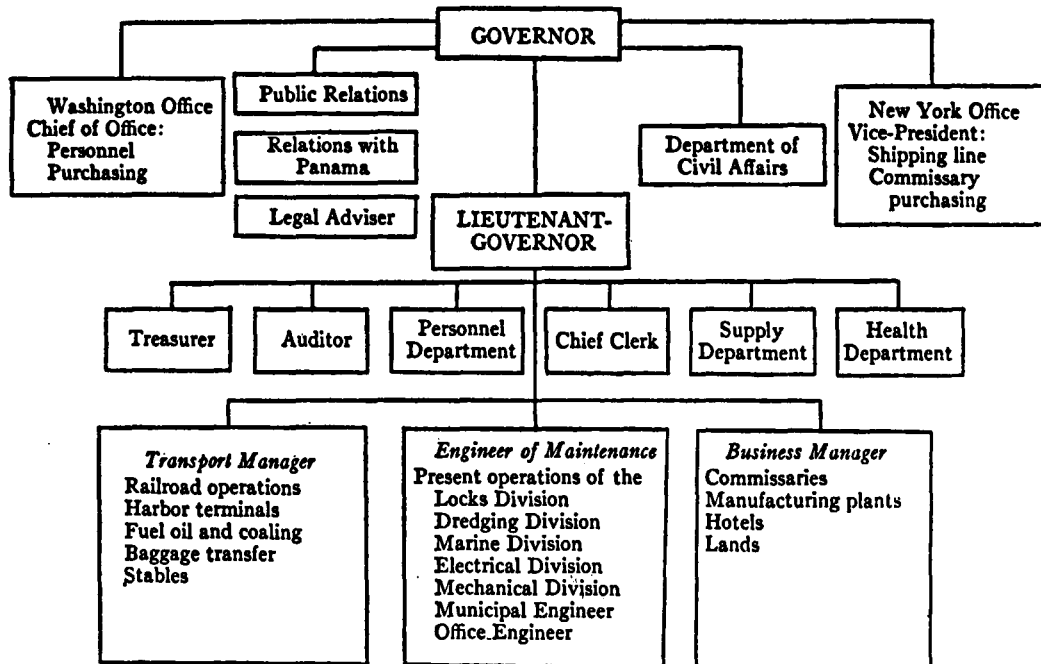 GOVERNOR
Washington Office
Chief of Office:
Personnel
Purchasing
Public Relations
Relations with
Panama
Legal Adviser
Department of
Civil Affairs
New York Office
Vice-President:
Shipping line
Commissary
purchasing
LIEUTENANT-
GOVERNOR
Treasurer
Auditor
Personnel
Department
Chief Clerk
Supply
Department
Health
Department
Transport Manager
Railroad operations
Harbor terminals
Fuel oil and coaling
Baggage transfer
Stables
Engineer of Maintenance
Present operations of the
Locks Division
Dredging Division
Marine Division
Electrical Division
Mechanical Division
Municipal Engineer
Office Engineer
Business Manager
Commissaries
Manufacturing plants
Hotels
Lands